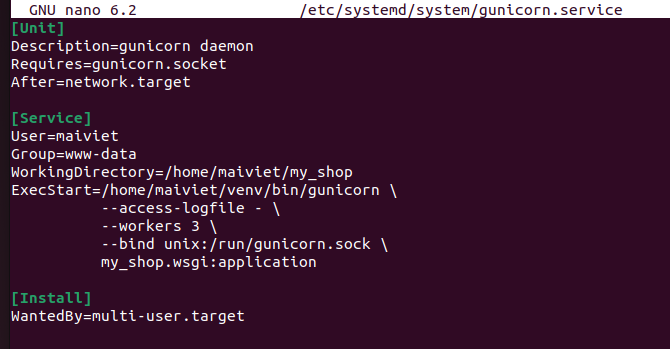 GNU nano 6.2 /etc/systemd/system/gunicorn.service
[Unit]
Description=gunicorn daemon
Requires=gunicorn.socket
After=network.target
[Service]
User=maiviet
Group=www-data
WorkingDirectory=/home/maiviet/my_shop
ExecStart=/home/maiviet/venv/bin/gunicorn \
--access-logfile - \
--workers 3 \
--bind unix:/run/gunicorn.sock \
my_shop.wsgi:application
[Install]
WantedBy=multi-user.target